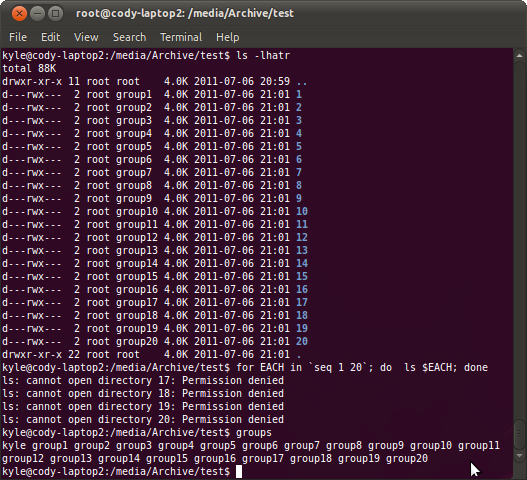 root@cody-laptop2: /media/Archive/test
File Edit View Search Terminal Help
kyle@cody-laptop2:/media/Archive/test$ ls -lhatr
total 88K
drwxr-xr-x 11 root root    4.0K 2011-07-06 20:59 ..
d---rwx---  2 root group1  4.0K 2011-07-06 21:01 1
d---rwx---  2 root group2  4.0K 2011-07-06 21:01 2
d---rwx---  2 root group3  4.0K 2011-07-06 21:01 3
d---rwx---  2 root group4  4.0K 2011-07-06 21:01 4
d---rwx---  2 root group5  4.0K 2011-07-06 21:01 5
d---rwx---  2 root group6  4.0K 2011-07-06 21:01 6
d---rwx---  2 root group7  4.0K 2011-07-06 21:01 7
d---rwx---  2 root group8  4.0K 2011-07-06 21:01 8
d---rwx---  2 root group9  4.0K 2011-07-06 21:01 9
d---rwx---  2 root group10 4.0K 2011-07-06 21:01 10
d---rwx---  2 root group11 4.0K 2011-07-06 21:01 11
d---rwx---  2 root group12 4.0K 2011-07-06 21:01 12
d---rwx---  2 root group13 4.0K 2011-07-06 21:01 13
d---rwx---  2 root group14 4.0K 2011-07-06 21:01 14
d---rwx---  2 root group15 4.0K 2011-07-06 21:01 15
d---rwx---  2 root group16 4.0K 2011-07-06 21:01 16
d---rwx---  2 root group17 4.0K 2011-07-06 21:01 17
d---rwx---  2 root group18 4.0K 2011-07-06 21:01 18
d---rwx---  2 root group19 4.0K 2011-07-06 21:01 19
d---rwx---  2 root group20 4.0K 2011-07-06 21:01 20
drwxr-xr-x 22 root root    4.0K 2011-07-06 21:01 .
kyle@cody-laptop2:/media/Archive/test$ for EACH in `seq 1 20`; do  ls $EACH; done
ls: cannot open directory 17: Permission denied
ls: cannot open directory 18: Permission denied
ls: cannot open directory 19: Permission denied
ls: cannot open directory 20: Permission denied
kyle@cody-laptop2:/media/Archive/test$ groups
kyle group1 group2 group3 group4 group5 group6 group7 group8 group9 group10 group11
group12 group13 group14 group15 group16 group17 group18 group19 group20
kyle@cody-laptop2:/media/Archive/test$